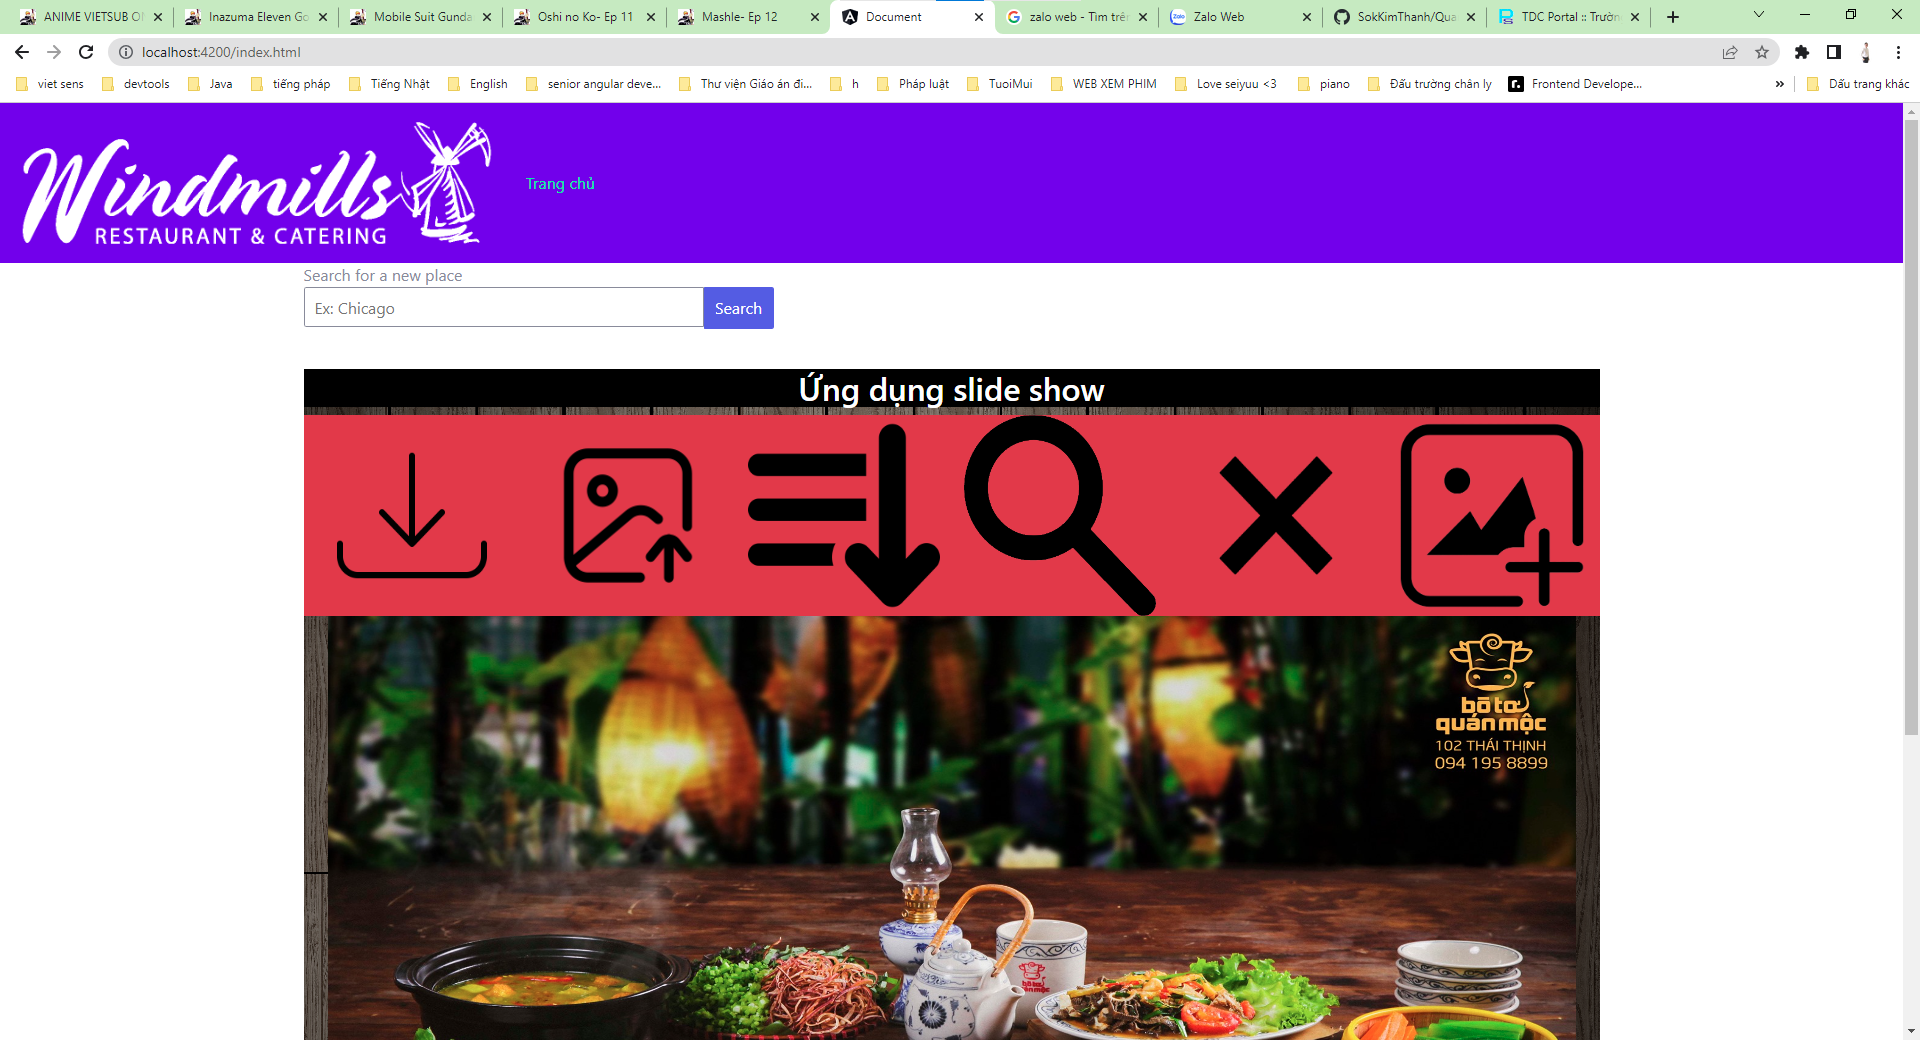 ANIME VIETSUB
Inazuma Eleven Go
Mobile Suit Gunda
Oshi no Ko- Ep 11
Mashle- Ep 12
Document
zalo web - Tìm
Zalo Web
SokKimThanh/Qua
TDC Portal :: Trườn
localhost:4200/index.html
viet sens
devtools
Java
tiếng pháp
Tiếng Nhật
English
senior angular deve...
Thư viện Giáo án đi...
h
Pháp luật
TuoiMui
WEB XEM PHIM
Love seiyuu <3
piano
Đấu trường chân lý
Frontend Develope...
»
Dấu trang khác
Windmills
RESTAURANT & CATERING
Trang chủ
Search for a new place
Ex: Chicago
Search
Ứng dụng slide show
bò tơ
quán mộc
102 THÁI THỊNH
094 195 8899
bò tơ
quán mộc